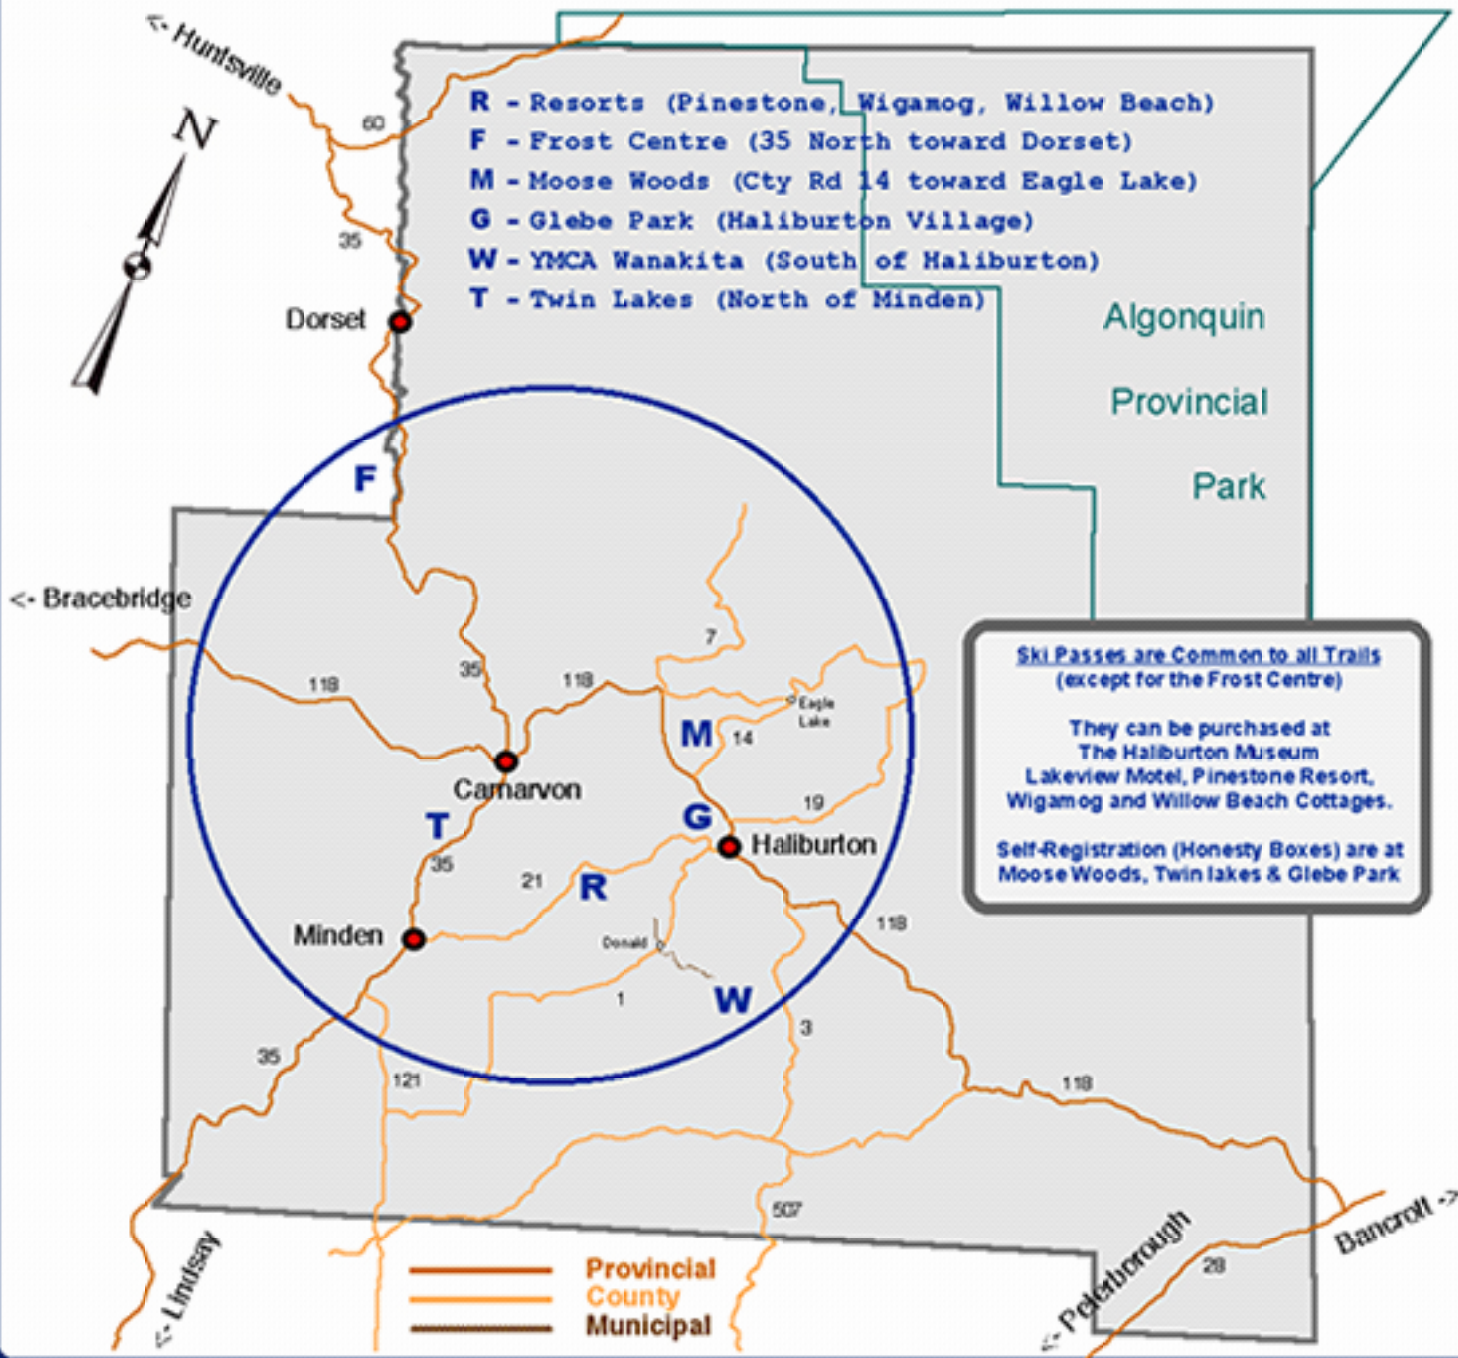 <- Huntsville
N
60
35
R - Resorts (Pinestone, Wigamog, Willow Beach)
F - Frost Centre (35 North toward Dorset)
M - Moose Woods (Cty Rd 14 toward Eagle Lake)
G - Glebe Park (Haliburton Village)
W - YMCA Wanakita (South of Haliburton)
T - Twin Lakes (North of Minden)
Dorset
Algonquin
Provincial
Park
F
<- Bracebridge
118
35
118
7
M
14
Eagle
Lake
Carnarvon
T
35
G
19
Haliburton
21
R
Minden
Donald
118
W
1
3
35
121
118
507
Ski Passes are Common to all Trails
(except for the Frost Centre)
They can be purchased at
The Haliburton Museum
Lakeview Motel, Pinestone Resort,
Wigamog and Willow Beach Cottages.
Self-Registration (Honesty Boxes) are at
Moose Woods, Twin lakes & Glebe Park
<- Lindsay
Provincial
County
Municipal
<- Peterborough
28
Bancroft ->